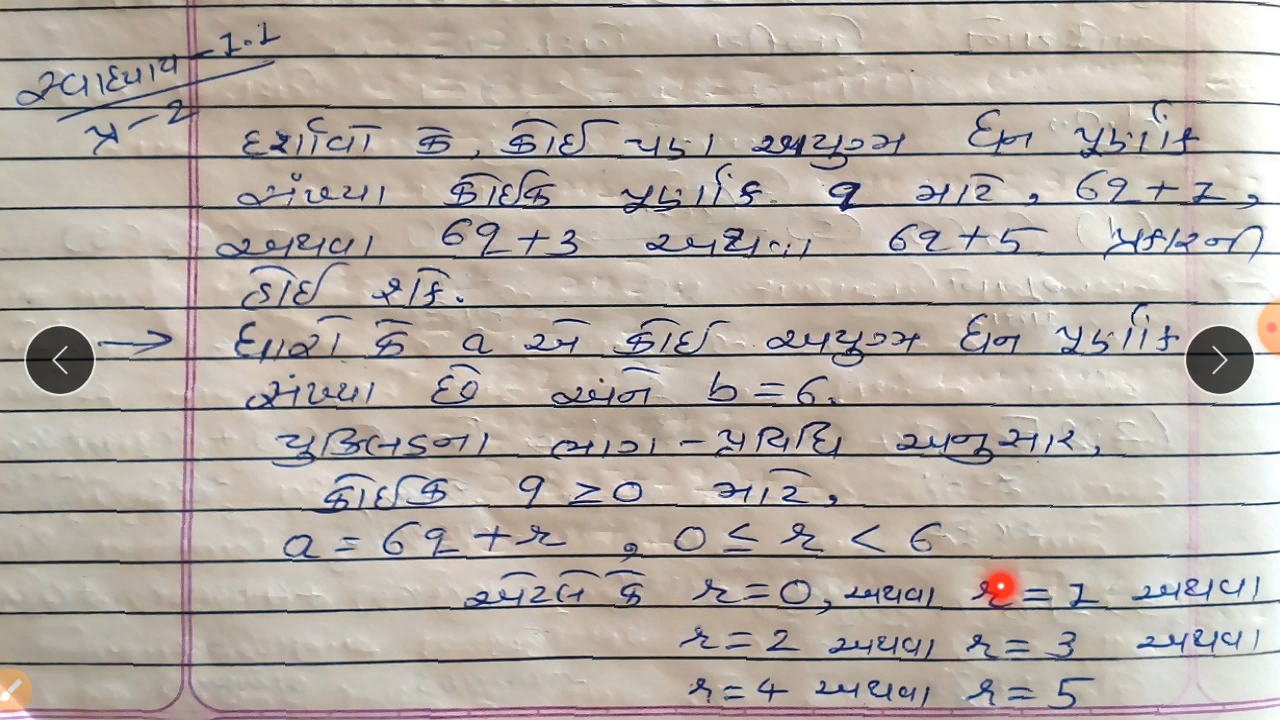 સ્વાધ્યાય-1.1
પ્ર-2
દર્શાવો કે, કોઈ પણ અયુગ્મ ધન પુર્ણાંક
સંખ્યા કોઈક પુર્ણાંક q માટે, 6q+1,
અથવા 6q+3 અથવા 6q+5 પ્રકારની
હોઈ શકે.
→ ધારો કે a એ કોઈ અયુગ્મ ધન પુર્ણાંક
સંખ્યા છે અને b=6.
યુક્લિડના ભાગ-પ્રવિધિ અનુસાર,
કોઈક q ≥ 0 માટે,
a = 6q + r , 0 ≤ r < 6
એટલે કે r=0, અથવા r=1 અથવા
r=2 અથવા r=3 અથવા
r=4 અથવા r=5